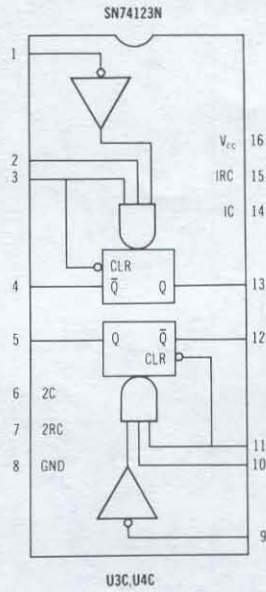 SN74123N
1
2
3
4
5
6 2C
7 2RC
8 GND
Vcc 16
IRC 15
IC 14
13
12
11
10
9
CLR
Q̅ Q
Q Q̅
CLR
U3C,U4C